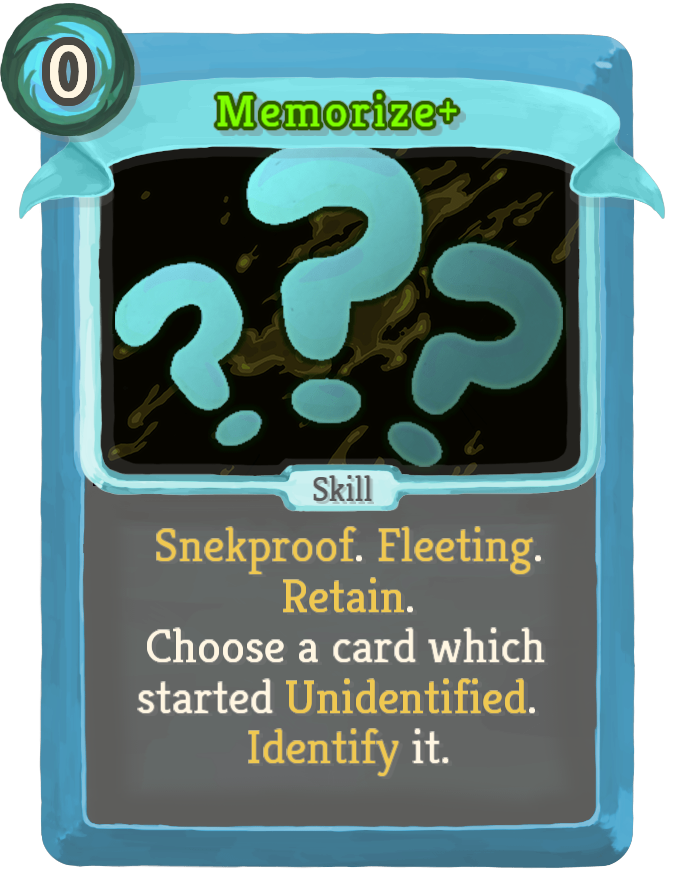 0
Memorize+
Skill
Snekproof. Fleeting.
Retain.
Choose a card which
started Unidentified.
Identify it.